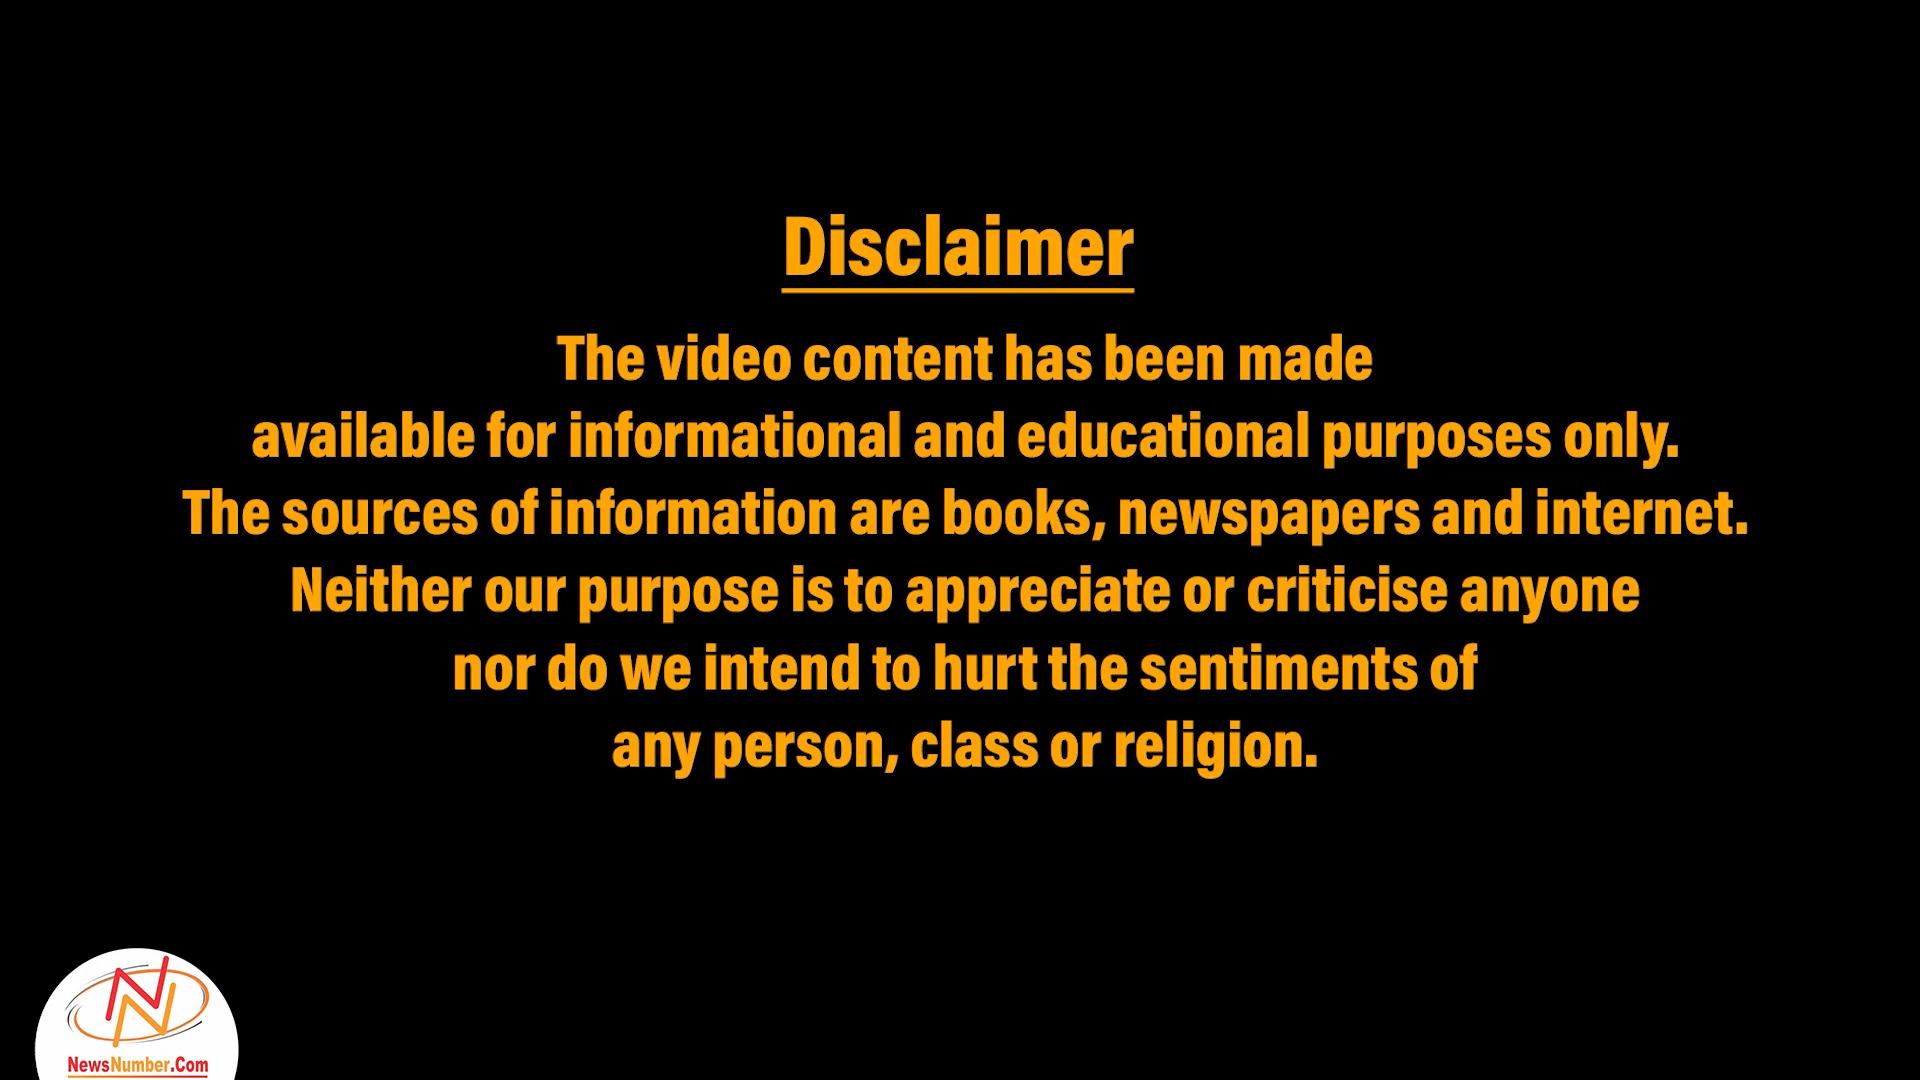 Disclaimer
The video content has been made
available for informational and educational purposes only.
The sources of information are books, newspapers and internet.
Neither our purpose is to appreciate or criticise anyone
nor do we intend to hurt the sentiments of
any person, class or religion.
NN
NewsNumber.Com